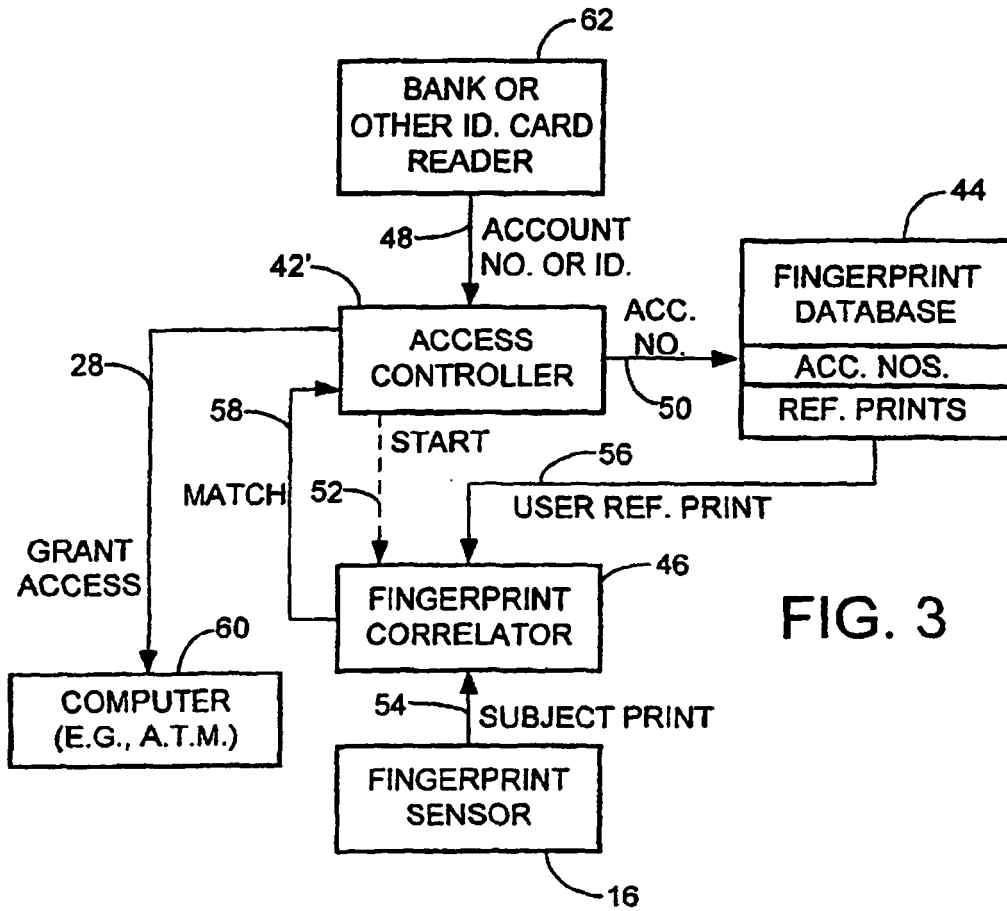 62
BANK OR
OTHER ID. CARD
READER
48
ACCOUNT
NO. OR ID.
44
42'
FINGERPRINT
DATABASE
ACC. NOS.
REF. PRINTS
ACCESS
CONTROLLER
ACC.
NO.
50
28
58
START
MATCH
52
56
USER REF. PRINT
GRANT
ACCESS
46
FINGERPRINT
CORRELATOR
FIG. 3
60
COMPUTER
(E.G., A.T.M.)
54
SUBJECT PRINT
FINGERPRINT
SENSOR
16